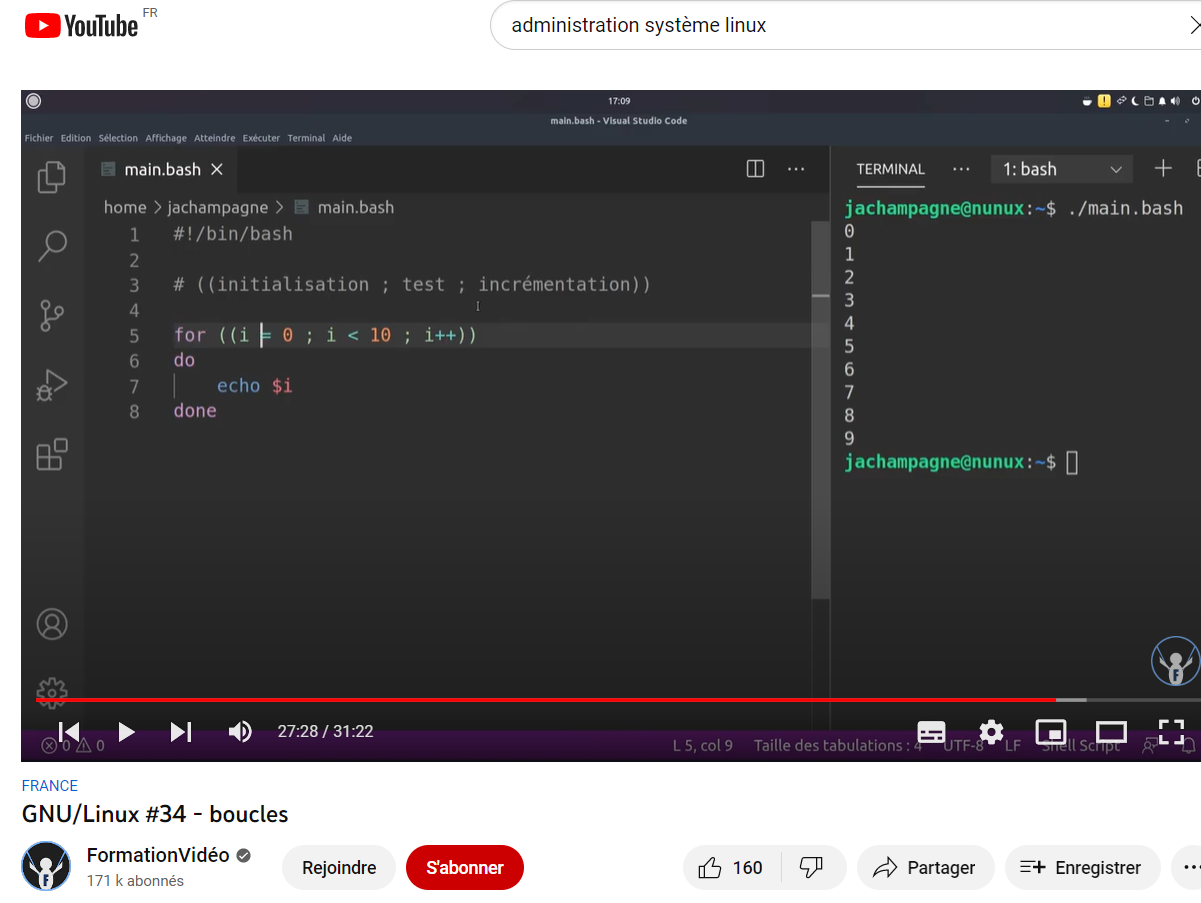 YouTube FR
administration système linux
17:09
main.bash - Visual Studio Code
Fichier Edition Sélection Affichage Atteindre Exécuter Terminal Aide
main.bash
home > jachampagne > main.bash
1 #!/bin/bash
2
3 # ((initialisation ; test ; incrémentation))
4
5 for ((i = 0 ; i < 10 ; i++))
6 do
7 echo $i
8 done
TERMINAL ... 1: bash
jachampagne@nunux:~$ ./main.bash
0
1
2
3
4
5
6
7
8
9
jachampagne@nunux:~$
F
27:28 / 31:22
0 0 L 5, col 9 Taille des tabulations : 4 UTF-8 LF Shell Script
FRANCE
GNU/Linux #34 - boucles
FormationVidéo
171 k abonnés
Rejoindre
S'abonner
160
Partager
Enregistrer